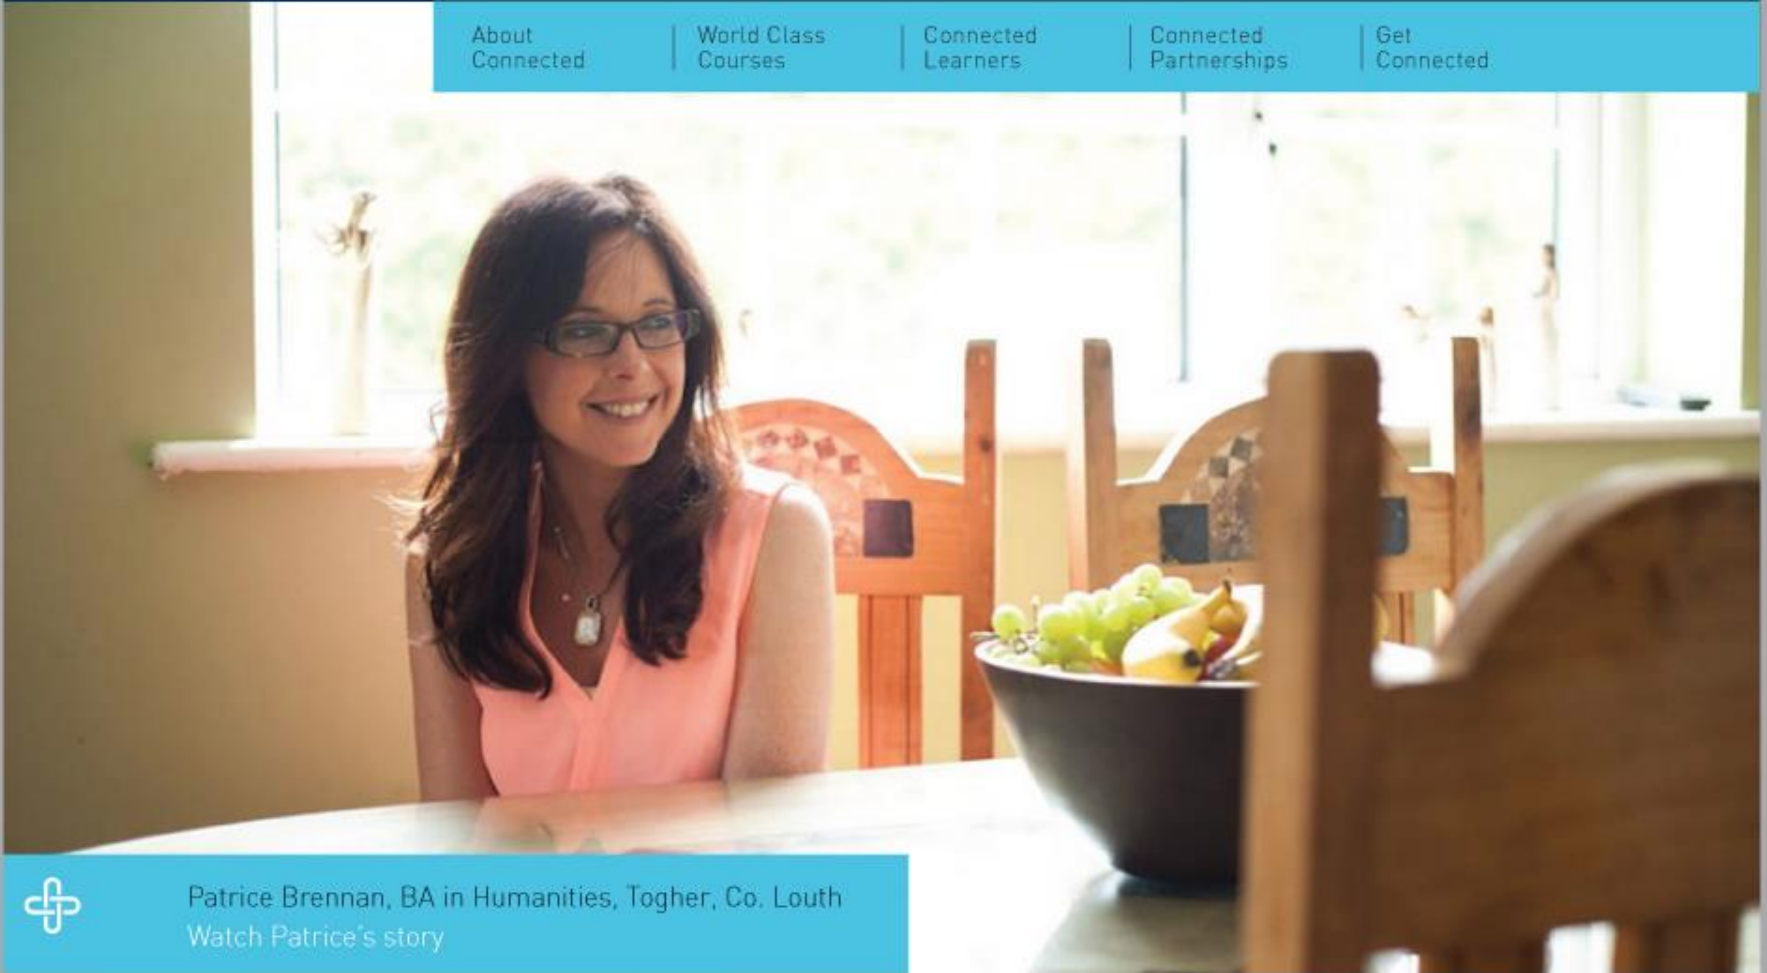 About
Connected
World Class
Courses
Connected
Learners
Connected
Partnerships
Get
Connected
Patrice Brennan, BA in Humanities, Togher, Co. Louth
Watch Patrice's story